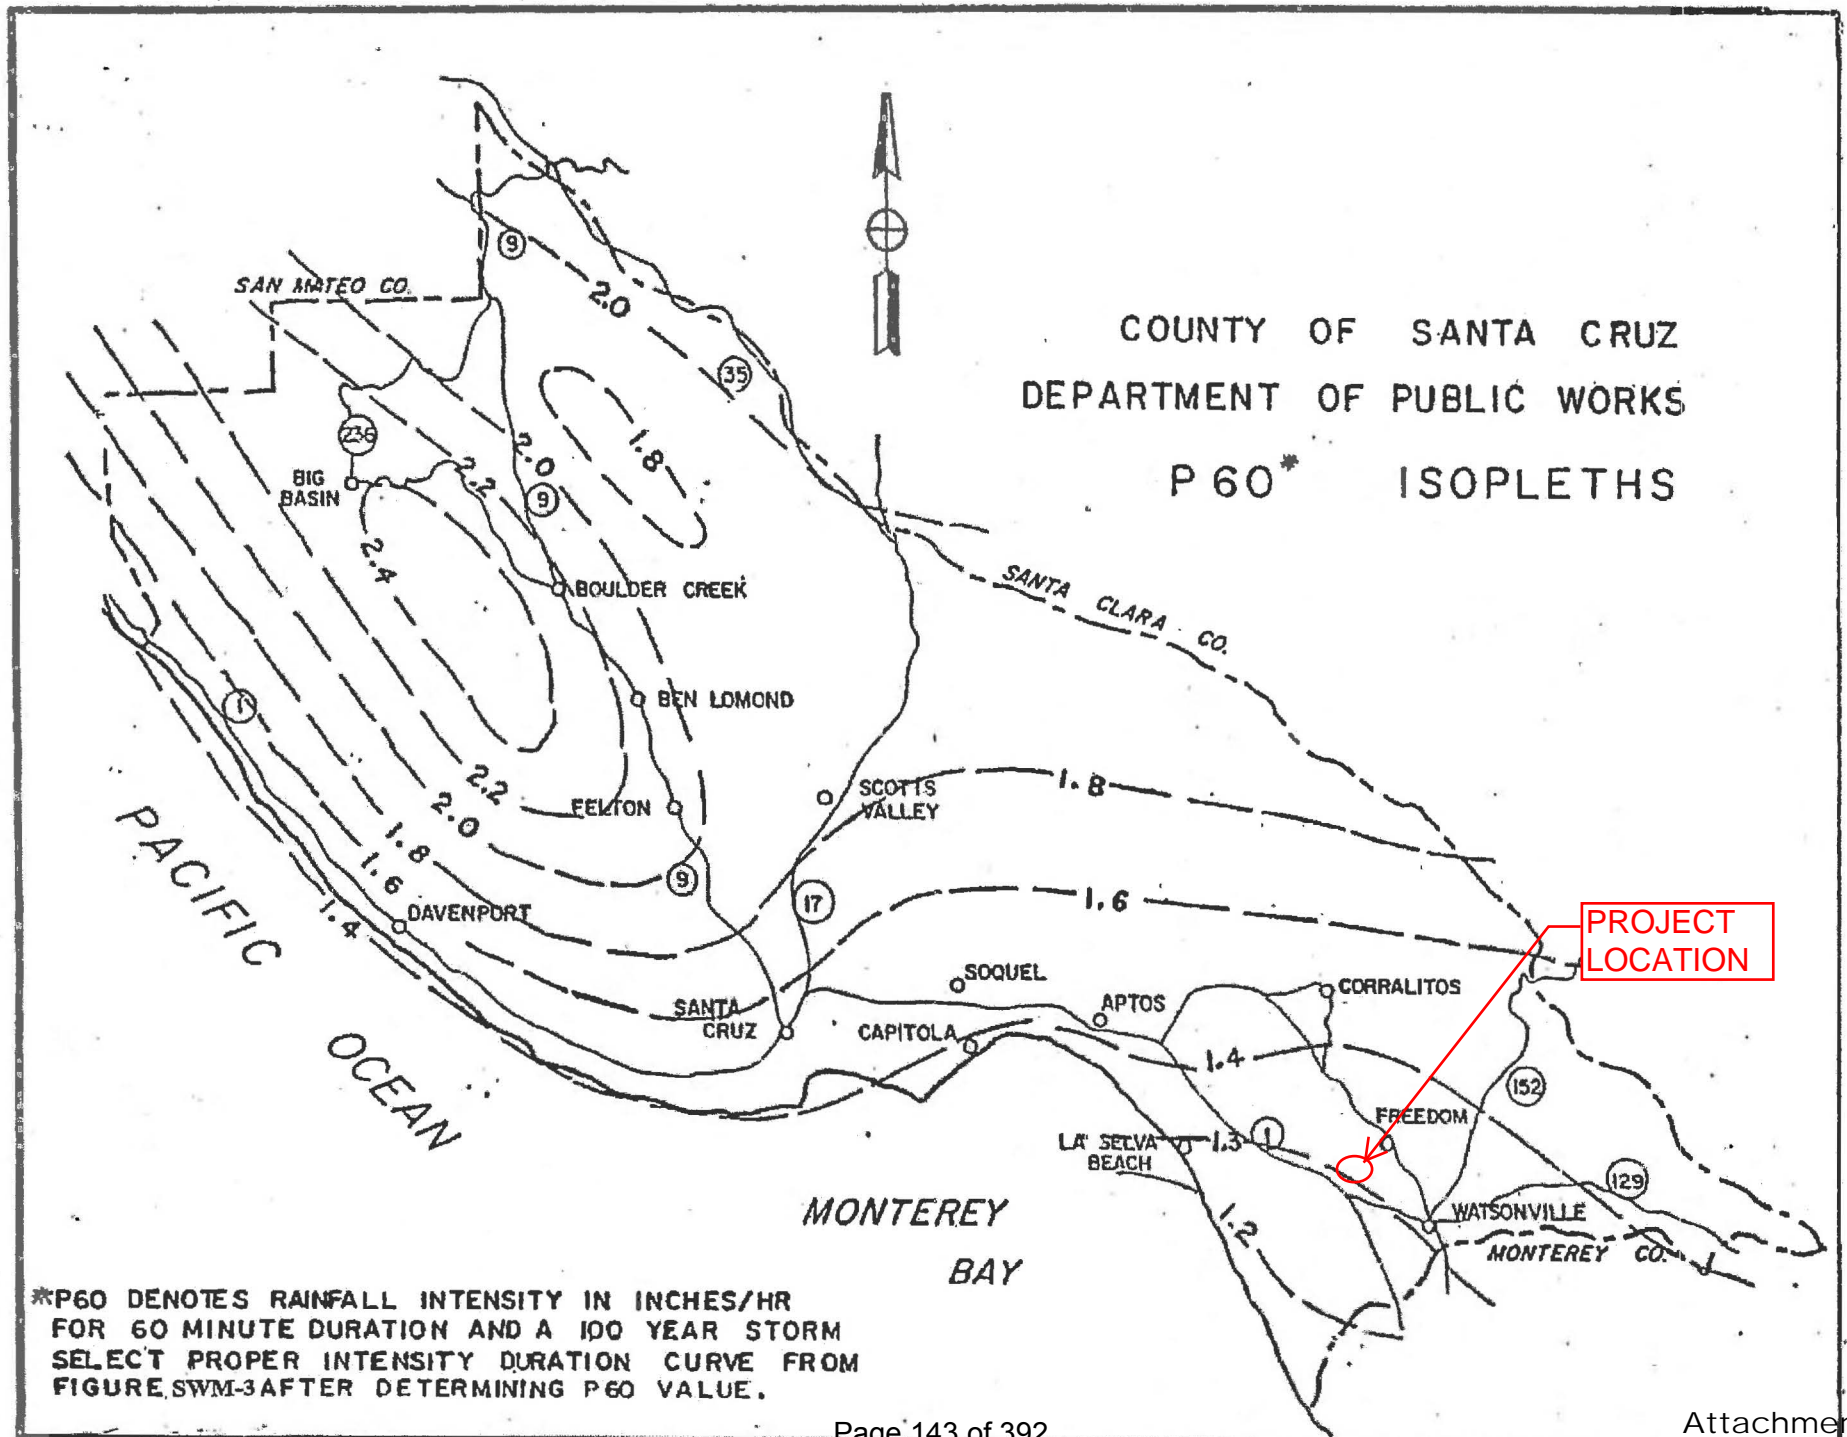 COUNTY OF SANTA CRUZ
DEPARTMENT OF PUBLIC WORKS
P 60* ISOPLETHS
SAN MATEO CO.
9
2.0
35
236
BIG
BASIN
2.2
2.0
9
1.8
2.4
BOULDER CREEK
SANTA CLARA CO.
BEN LOMOND
1
2.2
2.0
1.8
1.6
1.4
FELTON
SCOTTS
VALLEY
1.8
9
17
1.6
DAVENPORT
PROJECT
LOCATION
PACIFIC
OCEAN
SANTA
CRUZ
SOQUEL
CAPITOLA
APTOS
CORRALITOS
1.4
152
FREEDOM
LA SELVA
BEACH
1.3
1
129
WATSONVILLE
MONTEREY CO.
1.2
MONTEREY
BAY
*P60 DENOTES RAINFALL INTENSITY IN INCHES/HR
FOR 60 MINUTE DURATION AND A 100 YEAR STORM
SELECT PROPER INTENSITY DURATION CURVE FROM
FIGURE SWM-3 AFTER DETERMINING P60 VALUE.
Page 143 of 392
Attachmen